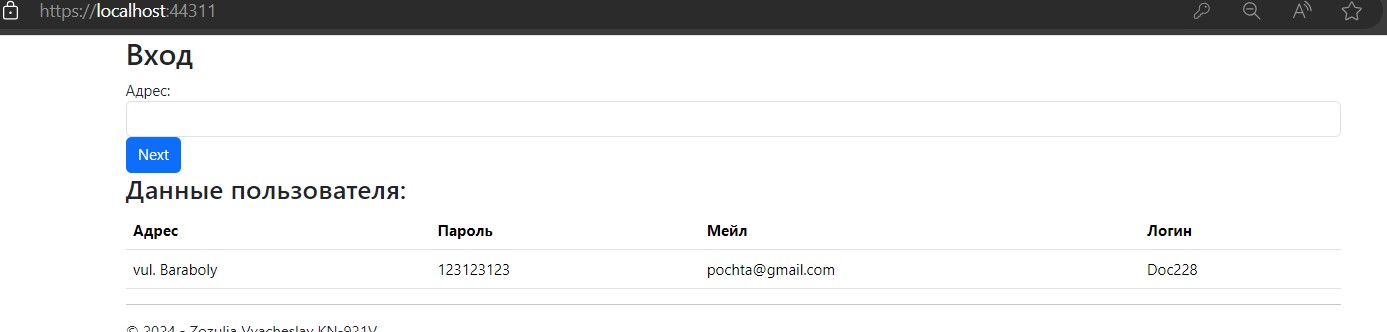 https://localhost:44311
Вход
Адрес:
Next
Данные пользователя:
Адрес Пароль Мейл Логин
vul. Baraboly 123123123 pochta@gmail.com Doc228
© 2024 - Zozulia Vyacheslav KN-921V